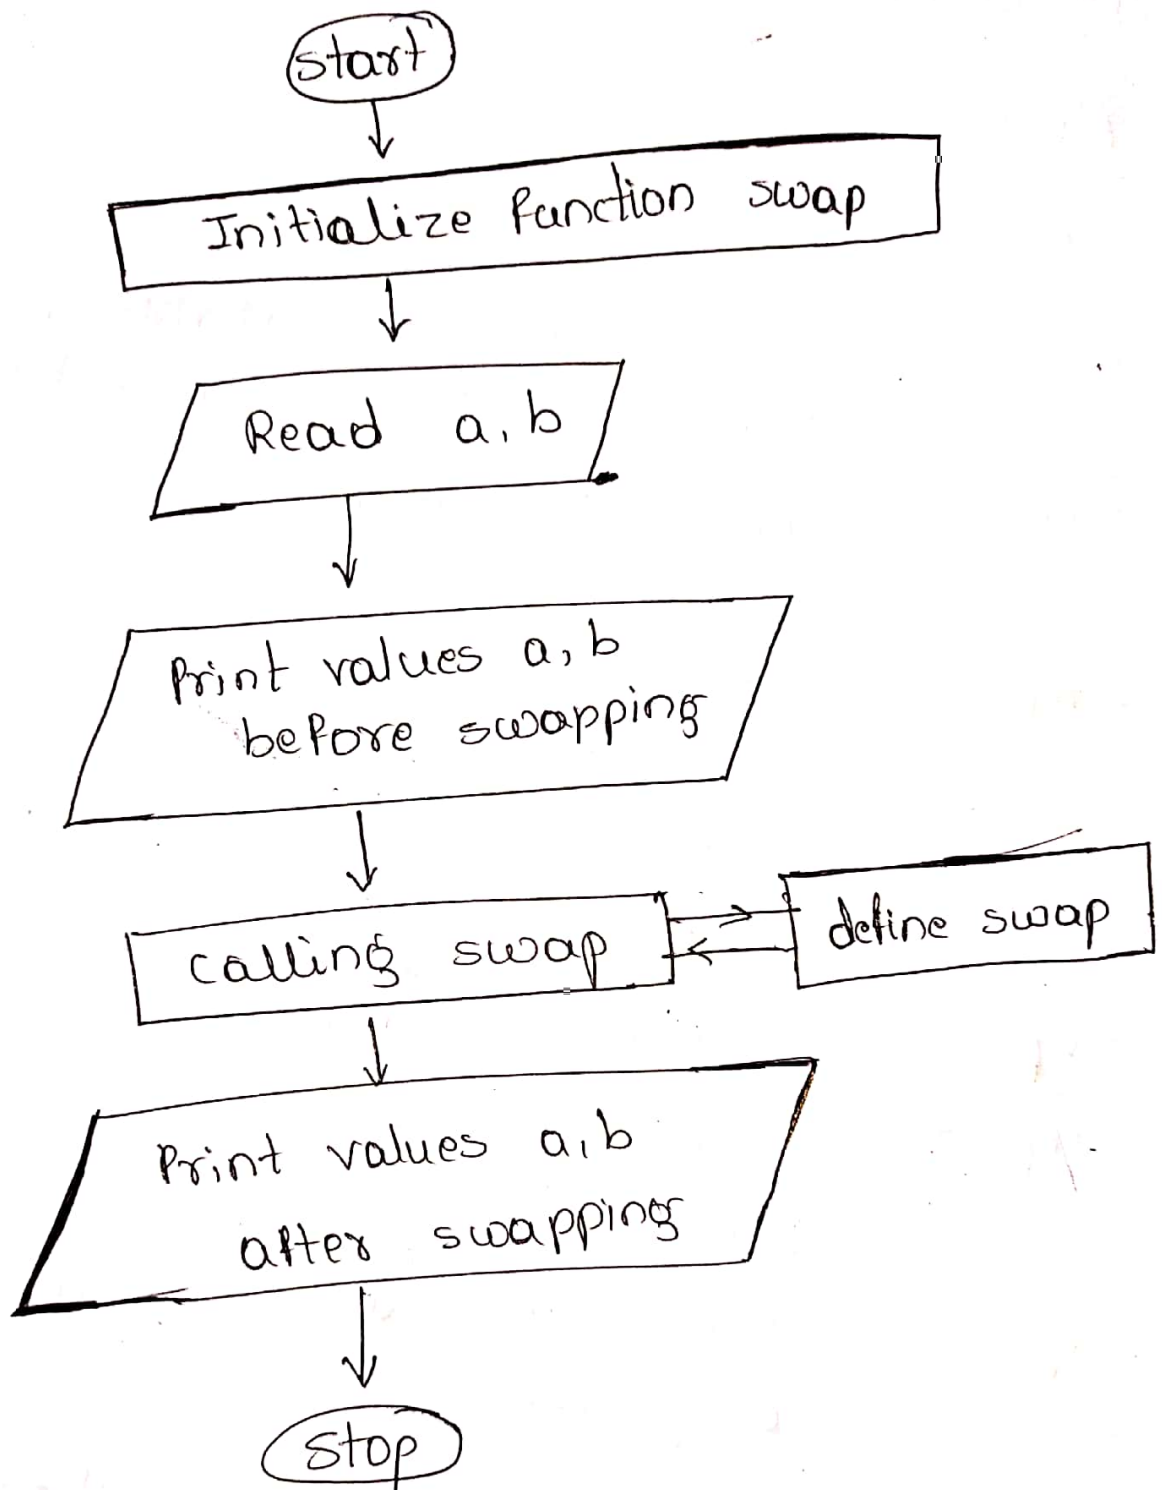 start
Initialize function swap
Read a, b
Print values a, b
before swapping
calling swap
define swap
Print values a, b
after swapping
stop